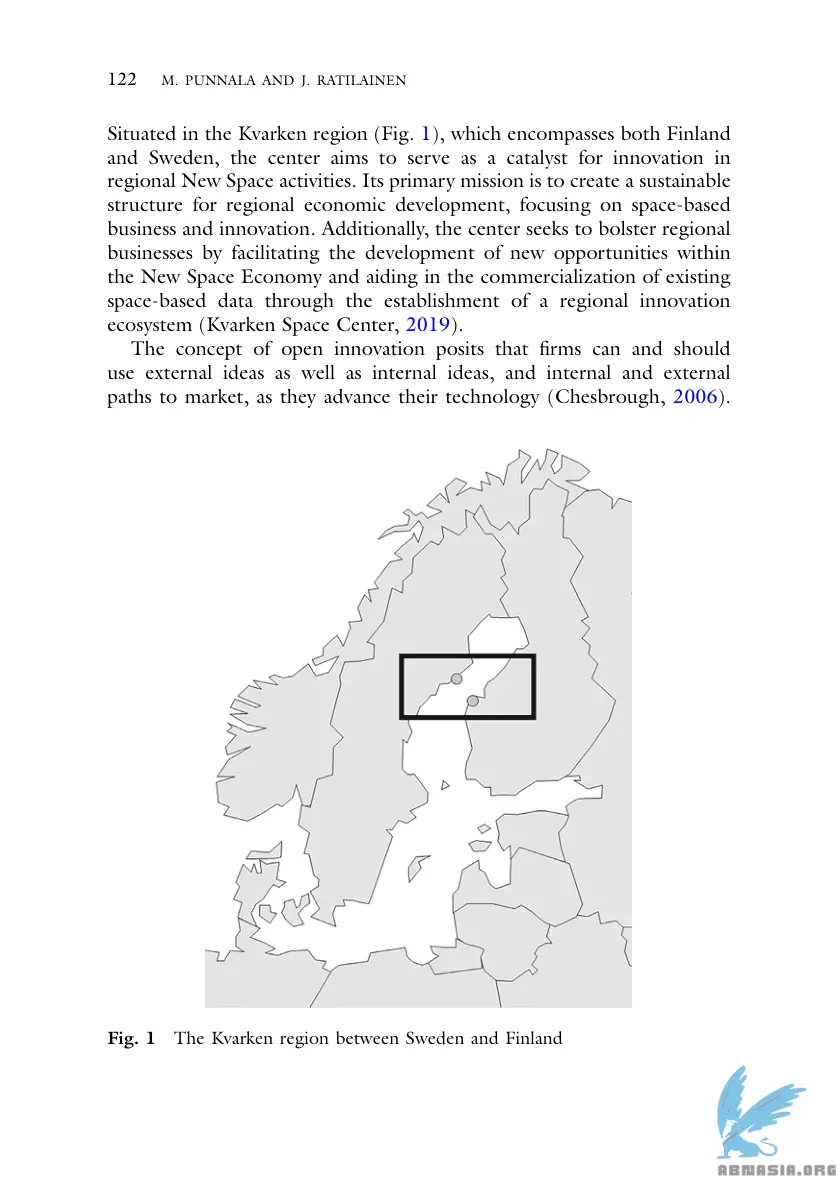 122 M. PUNNALA AND J. RATILAINEN
Situated in the Kvarken region (Fig. 1), which encompasses both Finland
and Sweden, the center aims to serve as a catalyst for innovation in
regional New Space activities. Its primary mission is to create a sustainable
structure for regional economic development, focusing on space-based
business and innovation. Additionally, the center seeks to bolster regional
businesses by facilitating the development of new opportunities within
the New Space Economy and aiding in the commercialization of existing
space-based data through the establishment of a regional innovation
ecosystem (Kvarken Space Center, 2019).
The concept of open innovation posits that firms can and should
use external ideas as well as internal ideas, and internal and external
paths to market, as they advance their technology (Chesbrough, 2006).
Fig. 1 The Kvarken region between Sweden and Finland
ABNASIA.ORG